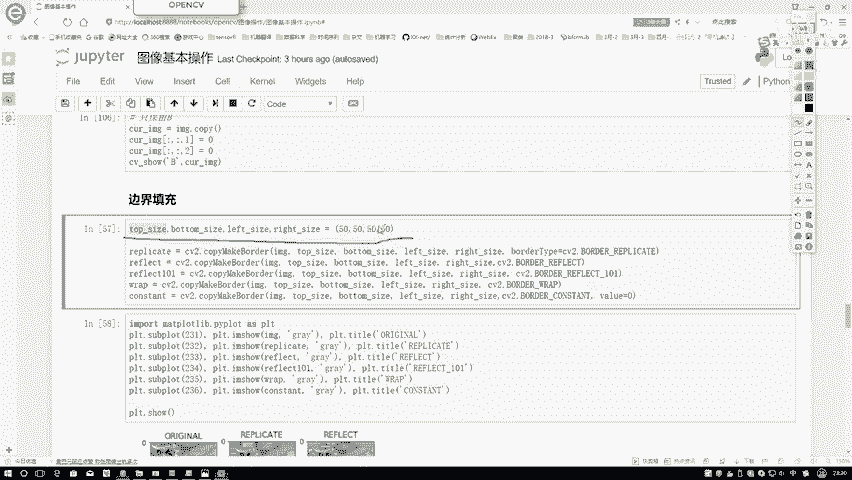 OPENCV
图像基本操作
http://localhost:8888/notebooks/opencv/图像操作/图像基本操作.ipynb#
jupyter 图像基本操作 Last Checkpoint: 3 hours ago (autosaved)
File Edit View Insert Cell Kernel Widgets Help
Trusted Python
Code
In [106]:
cur_img = img.copy()
cur_img[:,:,1] = 0
cur_img[:,:,2] = 0
cv_show('B',cur_img)
边界填充
In [57]: top_size,bottom_size,left_size,right_size = (50,50,50,50)
replicate = cv2.copyMakeBorder(img, top_size, bottom_size, left_size, right_size, borderType=cv2.BORDER_REPLICATE)
reflect = cv2.copyMakeBorder(img, top_size, bottom_size, left_size, right_size,cv2.BORDER_REFLECT)
reflect101 = cv2.copyMakeBorder(img, top_size, bottom_size, left_size, right_size, cv2.BORDER_REFLECT_101)
wrap = cv2.copyMakeBorder(img, top_size, bottom_size, left_size, right_size, cv2.BORDER_WRAP)
constant = cv2.copyMakeBorder(img, top_size, bottom_size, left_size, right_size,cv2.BORDER_CONSTANT, value=0)
In [58]: import matplotlib.pyplot as plt
plt.subplot(231), plt.imshow(img, 'gray'), plt.title('ORIGINAL')
plt.subplot(232), plt.imshow(replicate, 'gray'), plt.title('REPLICATE')
plt.subplot(233), plt.imshow(reflect, 'gray'), plt.title('REFLECT')
plt.subplot(234), plt.imshow(reflect101, 'gray'), plt.title('REFLECT_101')
plt.subplot(235), plt.imshow(wrap, 'gray'), plt.title('WRAP')
plt.subplot(236), plt.imshow(constant, 'gray'), plt.title('CONSTANT')
plt.show()
ORIGINAL REPLICATE REFLECT
0 0 0